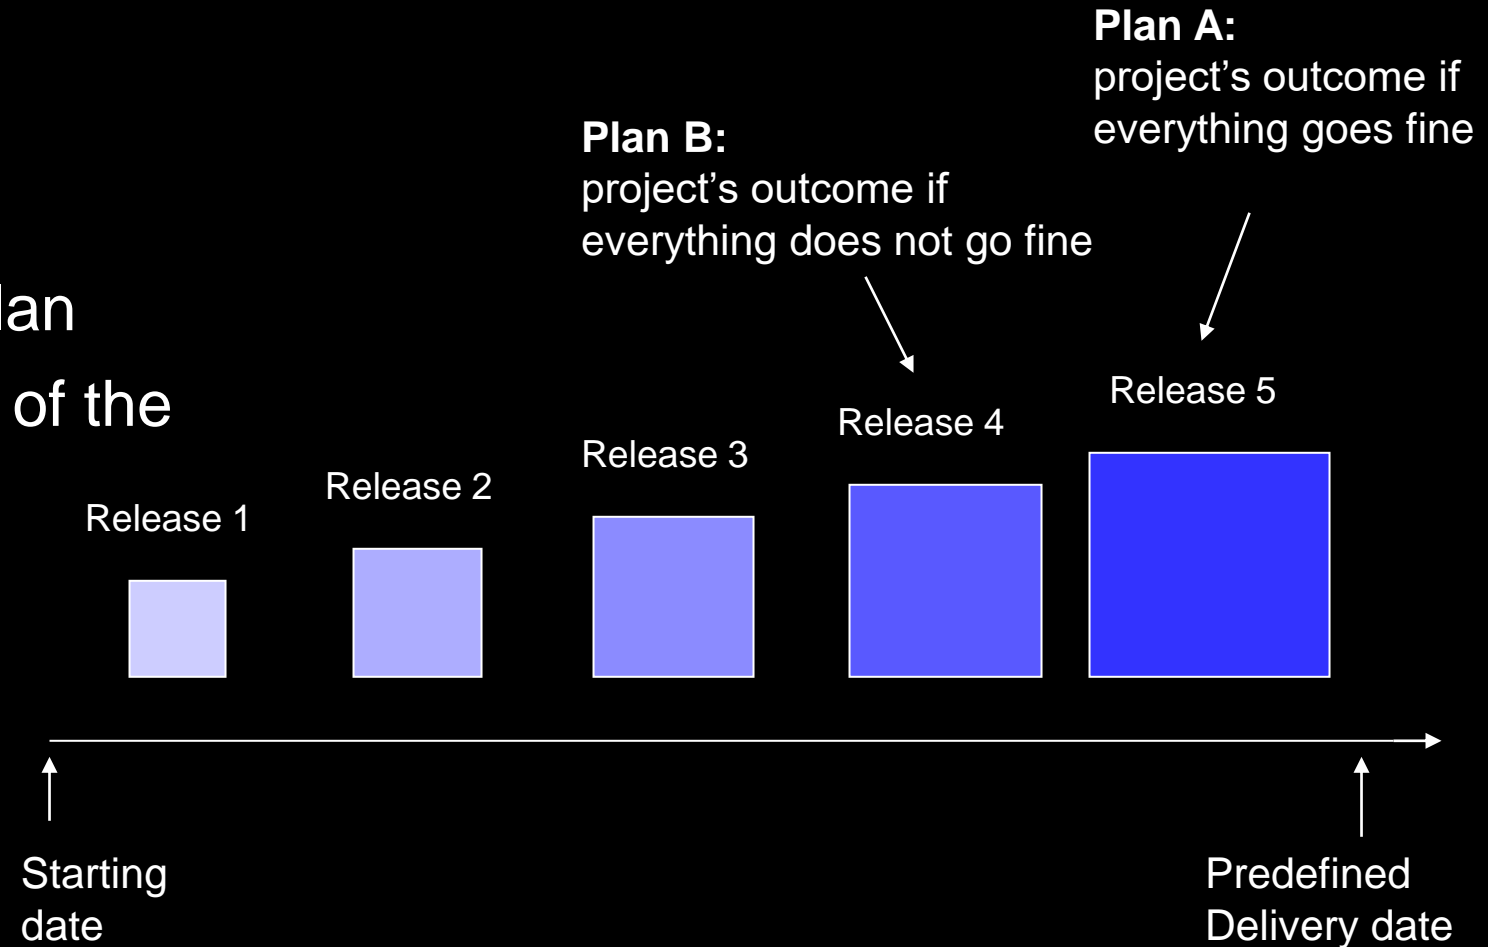 Plan A:
project’s outcome if
everything goes fine
Plan B:
project’s outcome if
everything does not go fine
of the
Release 5
Release 4
Release 3
Release 2
Release 1
Starting
date
Predefined
Delivery date